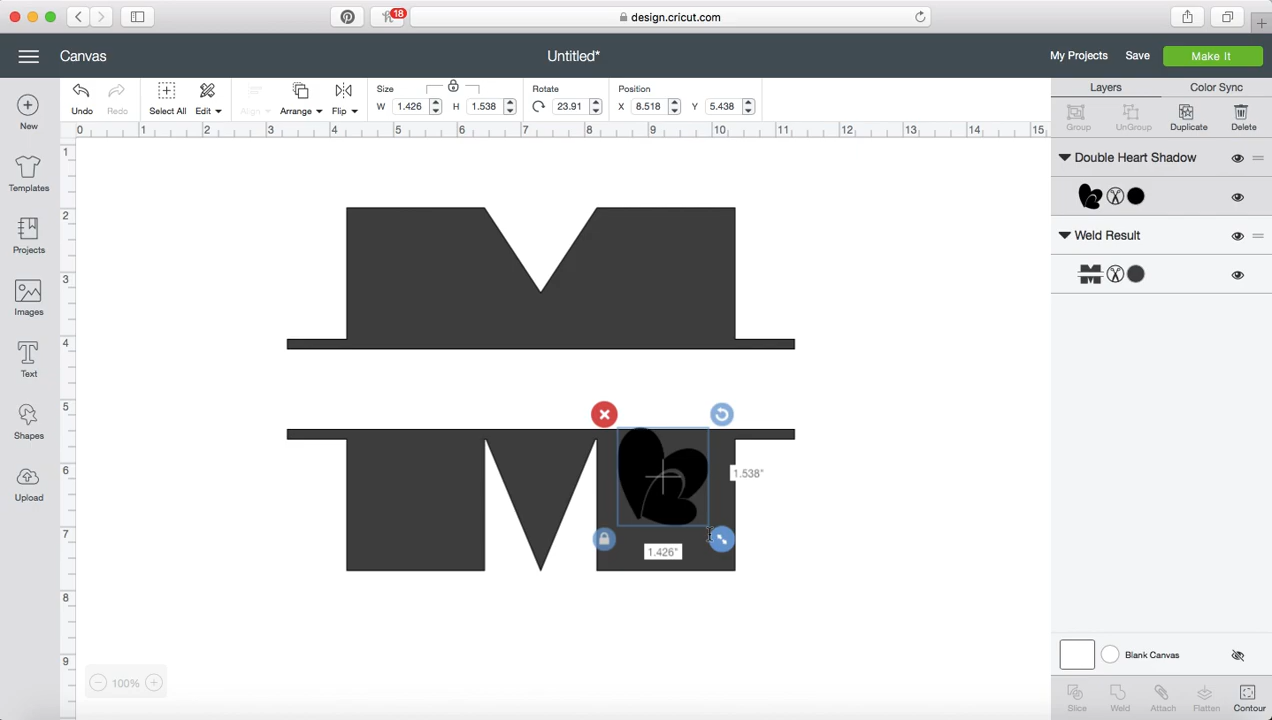 design.cricut.com
18
Canvas
Untitled*
My Projects
Save
Make It
Undo
Redo
Select All
Edit
Align
Arrange
Flip
Size
W 1.426
H 1.538
Rotate
23.91
Position
X 8.518
Y 5.438
Layers
Color Sync
Group
UnGroup
Duplicate
Delete
0 1 2 3 4 5 6 7 8 9 10 11 12 13 14 15
1
2
3
4
5
6
7
8
9
New
Templates
Projects
Images
Text
Shapes
Upload
Double Heart Shadow
Weld Result
1.538"
1.426"
100%
Blank Canvas
Slice
Weld
Attach
Flatten
Contour